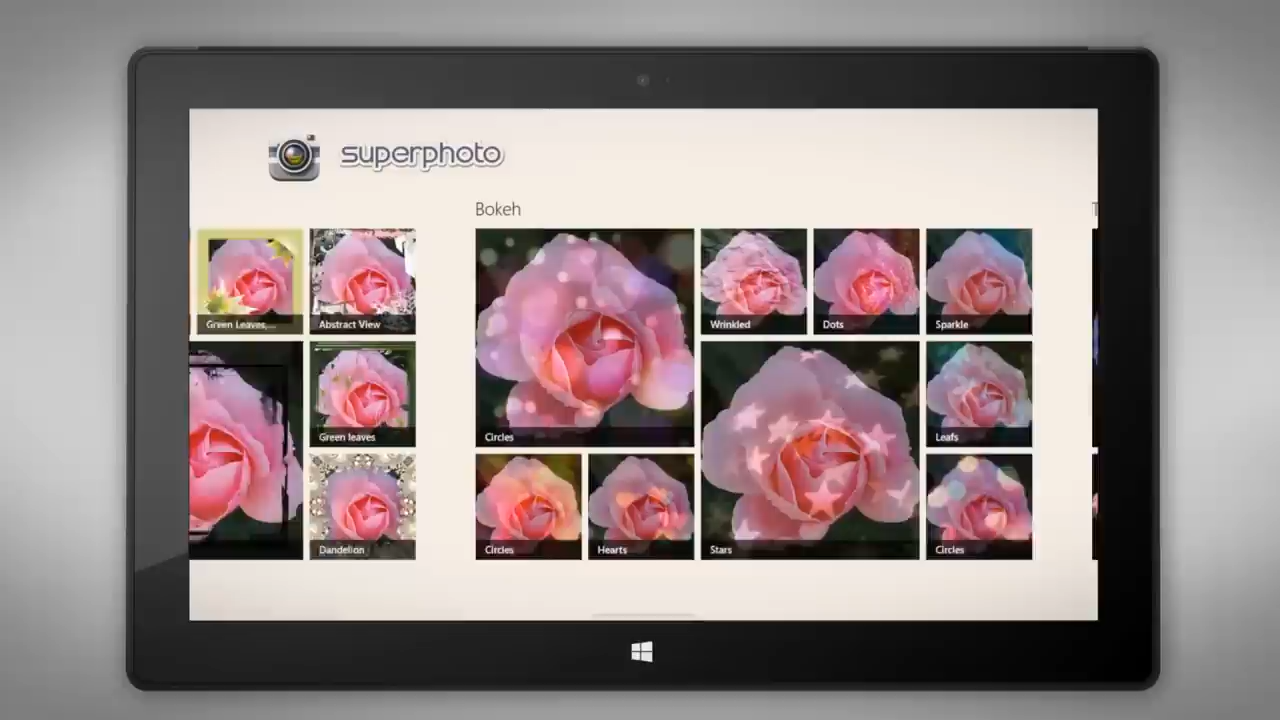 superphoto
Bokeh
Green Leaves,...
Abstract View
Green leaves
Dandelion
Circles
Wrinkled
Dots
Sparkle
Leafs
Circles
Hearts
Stars
Circles